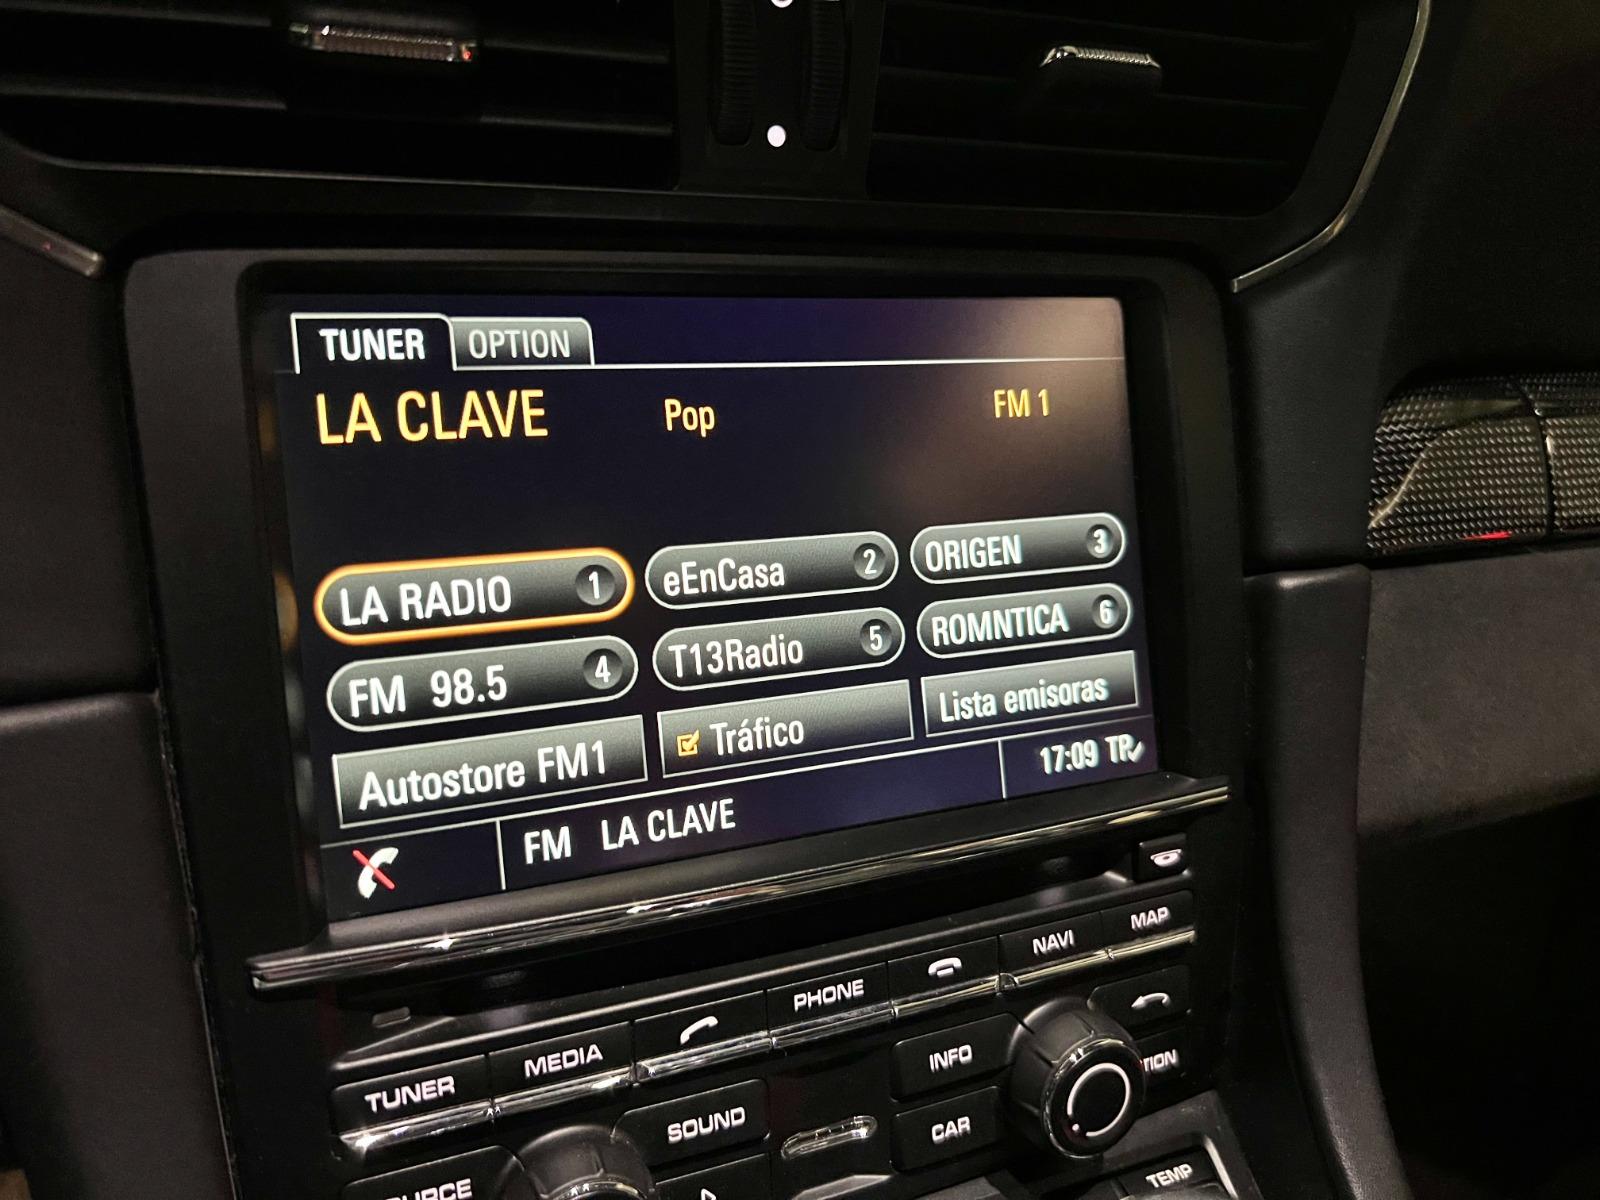 TUNER OPTION
LA CLAVE Pop FM 1
LA RADIO 1 eEnCasa 2 ORIGEN 3
FM 98.5 4 T13Radio 5 ROMNTICA 6
Autostore FM1 Tráfico Lista emisoras
FM LA CLAVE 17:09 TP
TUNER MEDIA PHONE NAVI MAP
SOUND INFO
CAR
TEMP